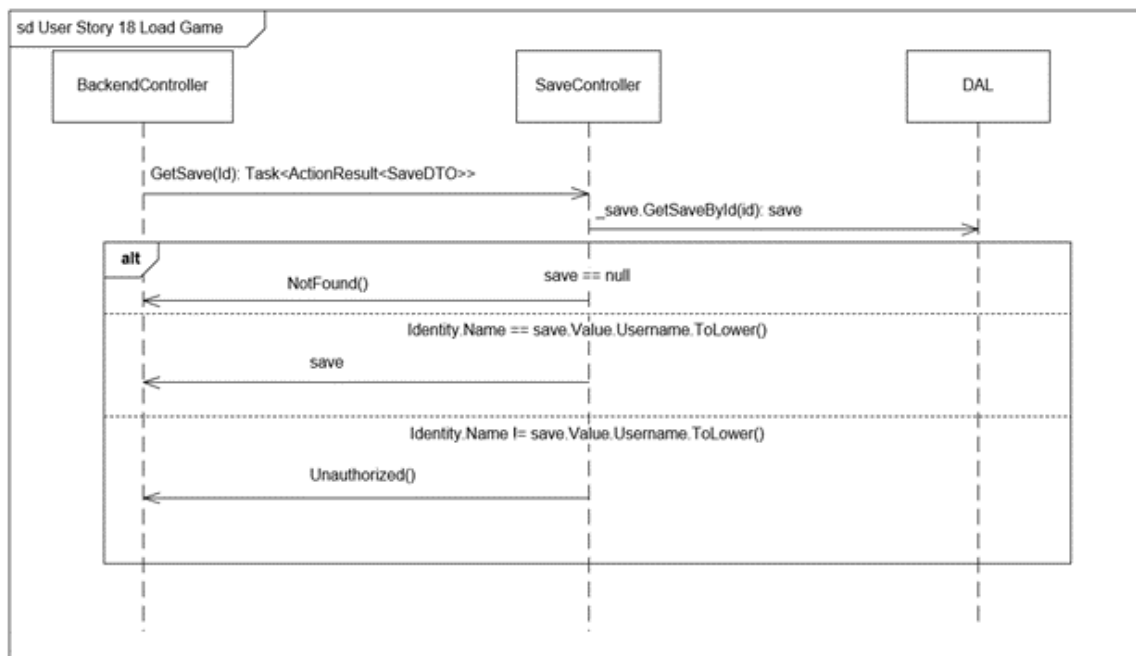 sd User Story 18 Load Game
BackendController
SaveController
DAL
GetSave(Id): Task<ActionResult<SaveDTO>>
_save.GetSaveById(id): save
alt
save == null
NotFound()
Identity.Name == save.Value.Username.ToLower()
save
Identity.Name != save.Value.Username.ToLower()
Unauthorized()